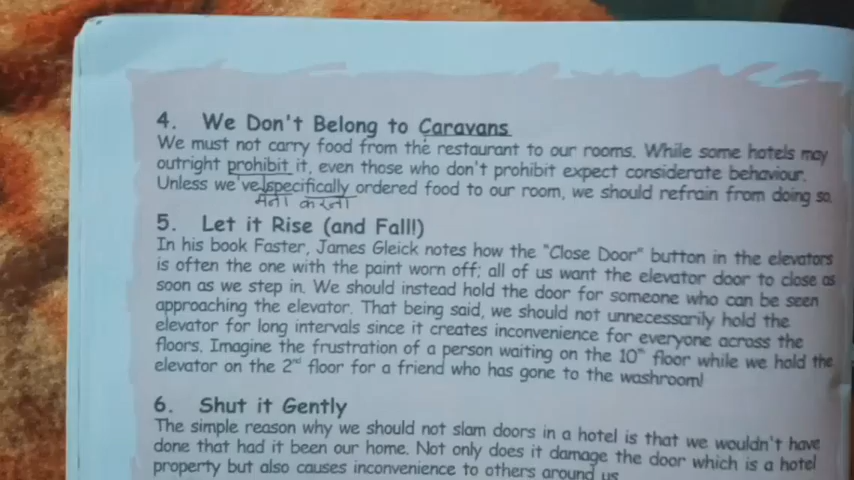 4. We Don't Belong to Caravans
We must not carry food from the restaurant to our rooms. While some hotels may
outright prohibit it, even those who don't prohibit expect considerate behaviour.
Unless we've specifically ordered food to our room, we should refrain from doing so.
मना करना
5. Let it Rise (and Fall!)
In his book Faster, James Gleick notes how the "Close Door" button in the elevators
is often the one with the paint worn off; all of us want the elevator door to close as
soon as we step in. We should instead hold the door for someone who can be seen
approaching the elevator. That being said, we should not unnecessarily hold the
elevator for long intervals since it creates inconvenience for everyone across the
floors. Imagine the frustration of a person waiting on the 10th floor while we hold the
elevator on the 2nd floor for a friend who has gone to the washroom!
6. Shut it Gently
The simple reason why we should not slam doors in a hotel is that we wouldn't have
done that had it been our home. Not only does it damage the door which is a hotel
property but also causes inconvenience to others around us